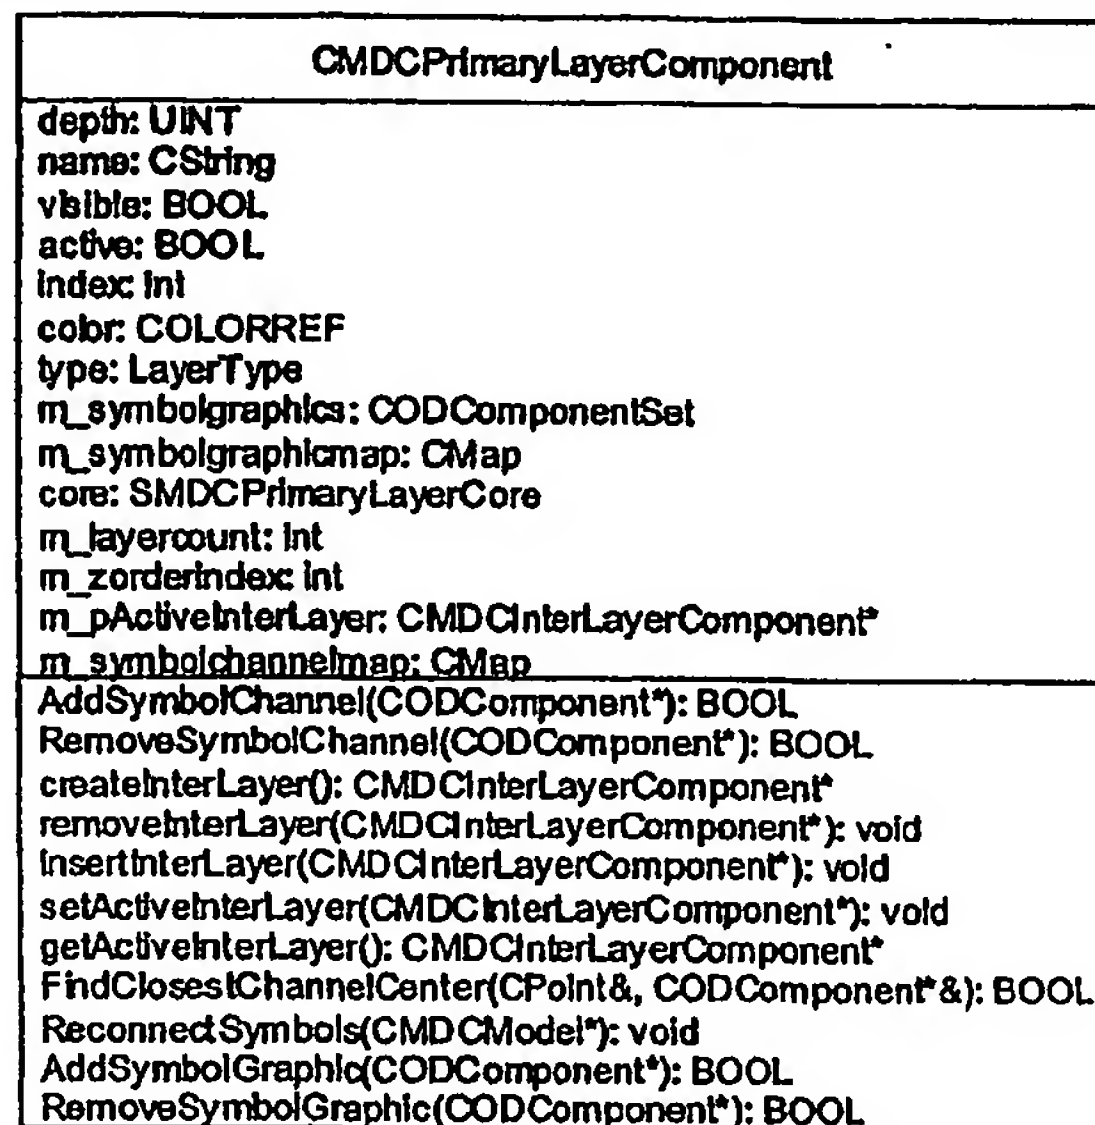 CMDCPrimaryLayerComponent
depth: UINT
name: CString
visible: BOOL
active: BOOL
index: int
color: COLORREF
type: LayerType
m_symbolgraphics: CODComponentSet
m_symbolgraphicmap: CMap
core: SMDCPrimaryLayerCore
m_layercount: int
m_zorderindex: int
m_pActiveInterLayer: CMDCInterLayerComponent*
m_symbolchannelmap: CMap
AddSymbolChannel(CODComponent*): BOOL
RemoveSymbolChannel(CODComponent*): BOOL
createInterLayer(): CMDCInterLayerComponent*
removeInterLayer(CMDCInterLayerComponent*): void
insertInterLayer(CMDCInterLayerComponent*): void
setActiveInterLayer(CMDCInterLayerComponent*): void
getActiveInterLayer(): CMDCInterLayerComponent*
FindClosestChannelCenter(CPoint&, CODComponent*&): BOOL
ReconnectSymbols(CMDCModel*): void
AddSymbolGraphic(CODComponent*): BOOL
RemoveSymbolGraphic(CODComponent*): BOOL